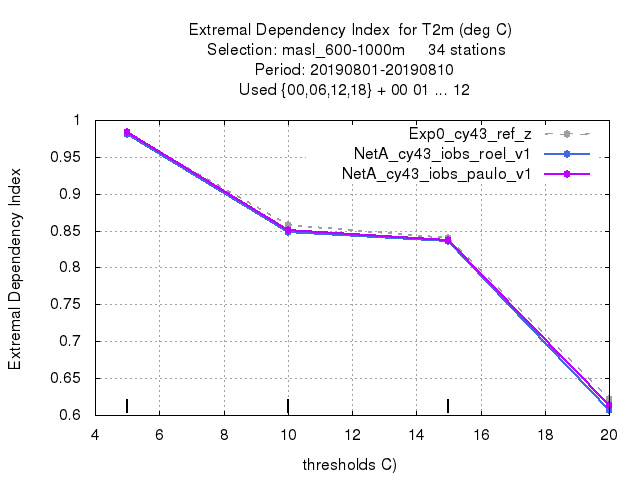 Extremal Dependency Index for T2m (deg C)
Selection: masl_600-1000m 34 stations
Period: 20190801-20190810
Used {00,06,12,18} + 00 01 ... 12
Exp0_cy43_ref_z
NetA_cy43_iobs_roel_v1
NetA_cy43_iobs_paulo_v1
Extremal Dependency Index
1
0.95
0.9
0.85
0.8
0.75
0.7
0.65
0.6
4 6 8 10 12 14 16 18 20
thresholds C)